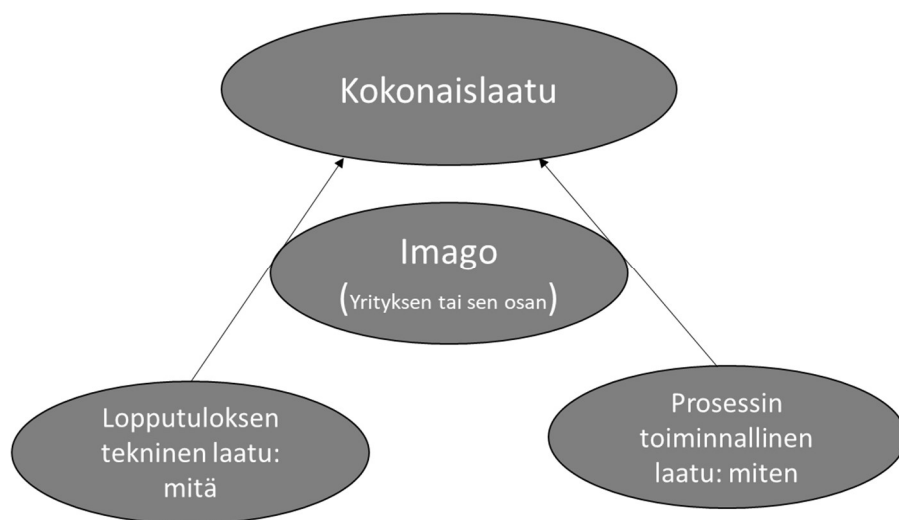 Kokonaislaatu
Imago
(Yrityksen tai sen osan)
Lopputuloksen
tekninen laatu:
mitä
Prosessin
toiminnallinen
laatu: miten